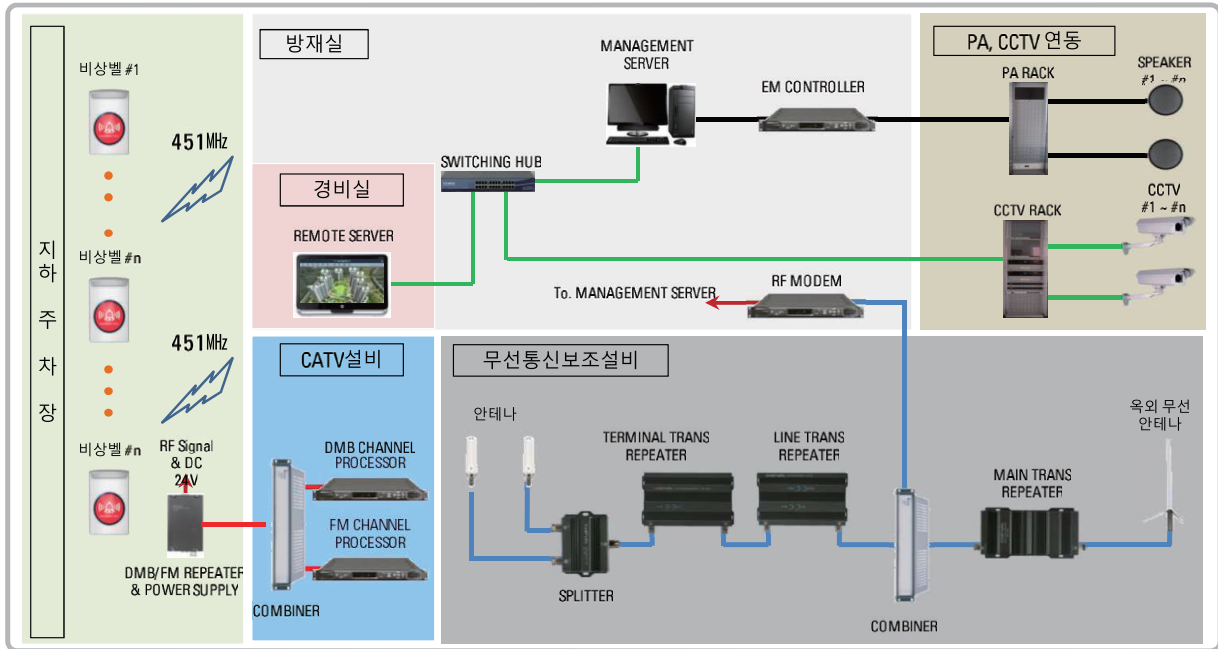 지
하
주
차
장
비상벨 #1
451MHz
비상벨 #n
451MHz
비상벨 #n
RF Signal
& DC
24V
DMB/FM REPEATER
& POWER SUPPLY
방재실
MANAGEMENT
SERVER
EM CONTROLLER
SWITCHING HUB
RF MODEM
To. MANAGEMENT SERVER
경비실
REMOTE SERVER
PA, CCTV 연동
PA RACK
SPEAKER
#1 ~ #n
CCTV
#1 ~ #n
CCTV RACK
CATV설비
DMB CHANNEL
PROCESSOR
FM CHANNEL
PROCESSOR
COMBINER
무선통신보조설비
안테나
TERMINAL TRANS
REPEATER
LINE TRANS
REPEATER
SPLITTER
COMBINER
MAIN TRANS
REPEATER
옥외 무선
안테나